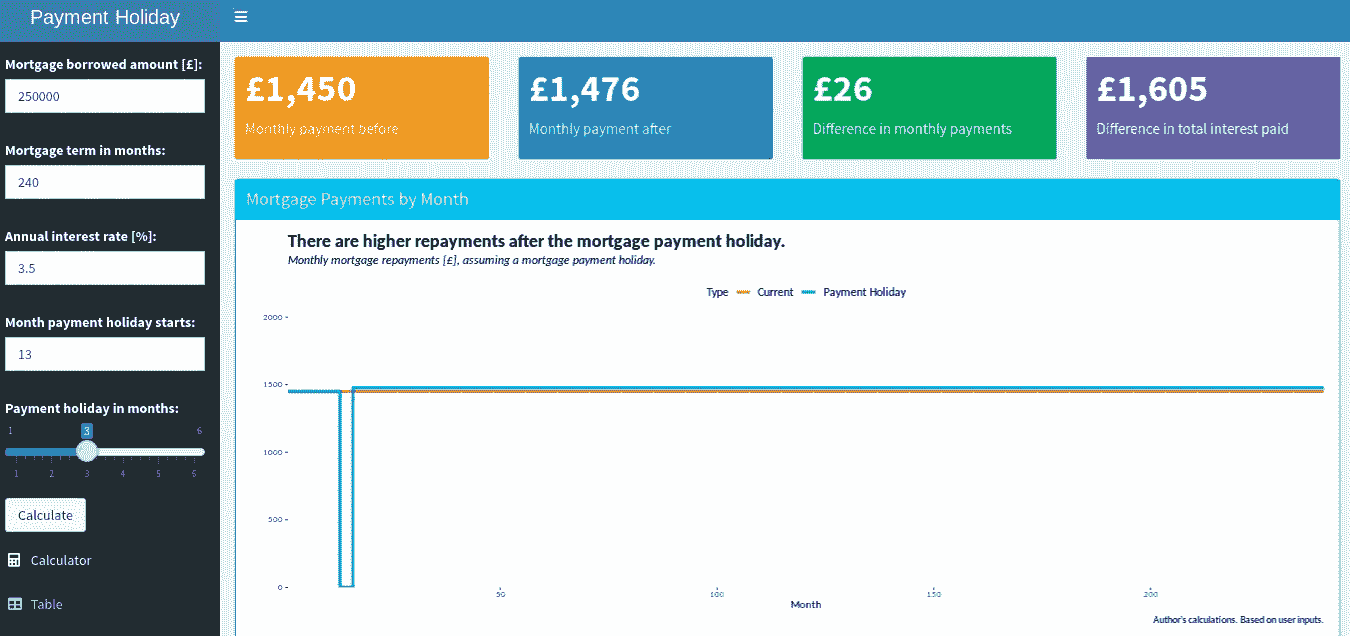 Payment Holiday
Mortgage borrowed amount [£]:
250000
Mortgage term in months:
240
Annual interest rate [%]:
3.5
Month payment holiday starts:
13
Payment holiday in months:
1 3 6
1 2 3 4 5 6
Calculate
Calculator
Table
£1,450
Monthly payment before
£1,476
Monthly payment after
£26
Difference in monthly payments
£1,605
Difference in total interest paid
Mortgage Payments by Month
There are higher repayments after the mortgage payment holiday.
Monthly mortgage repayments [£], assuming a mortgage payment holiday.
Type Current Payment Holiday
2000
1500
1000
500
0
50 100 150 200
Month
Author's calculations. Based on user inputs.